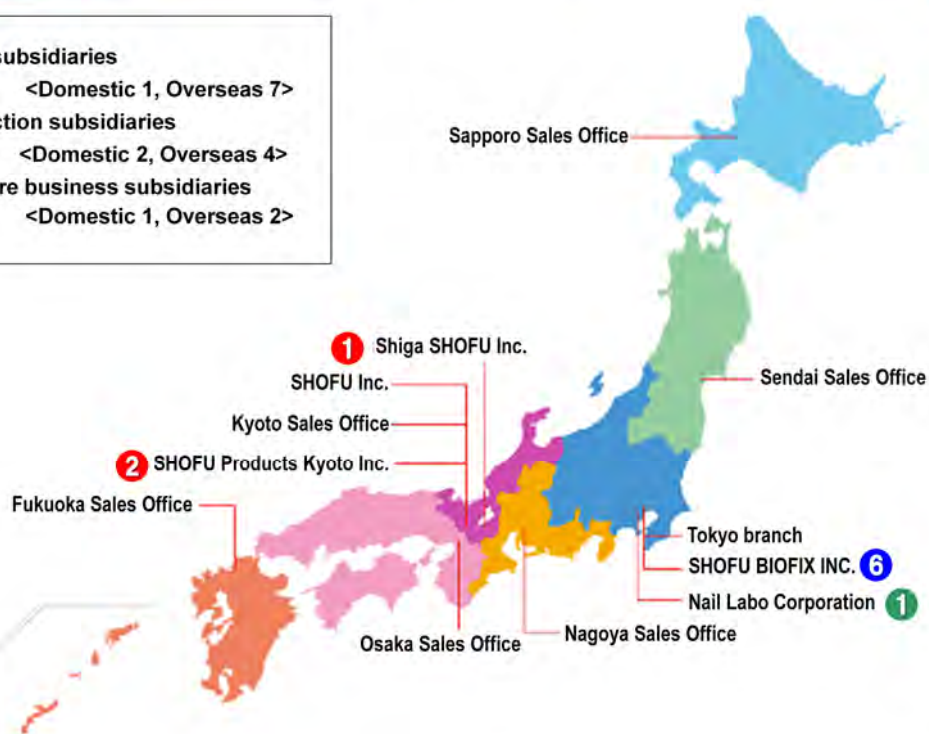 subsidiaries
<Domestic 1, Overseas 7>
ction subsidiaries
<Domestic 2, Overseas 4>
re business subsidiaries
<Domestic 1, Overseas 2>
Sapporo Sales Office
1 Shiga SHOFU Inc.
SHOFU Inc.
Sendai Sales Office
Kyoto Sales Office
2 SHOFU Products Kyoto Inc.
Fukuoka Sales Office
Tokyo branch
SHOFU BIOFIX INC. 6
Nail Labo Corporation 1
Osaka Sales Office
Nagoya Sales Office